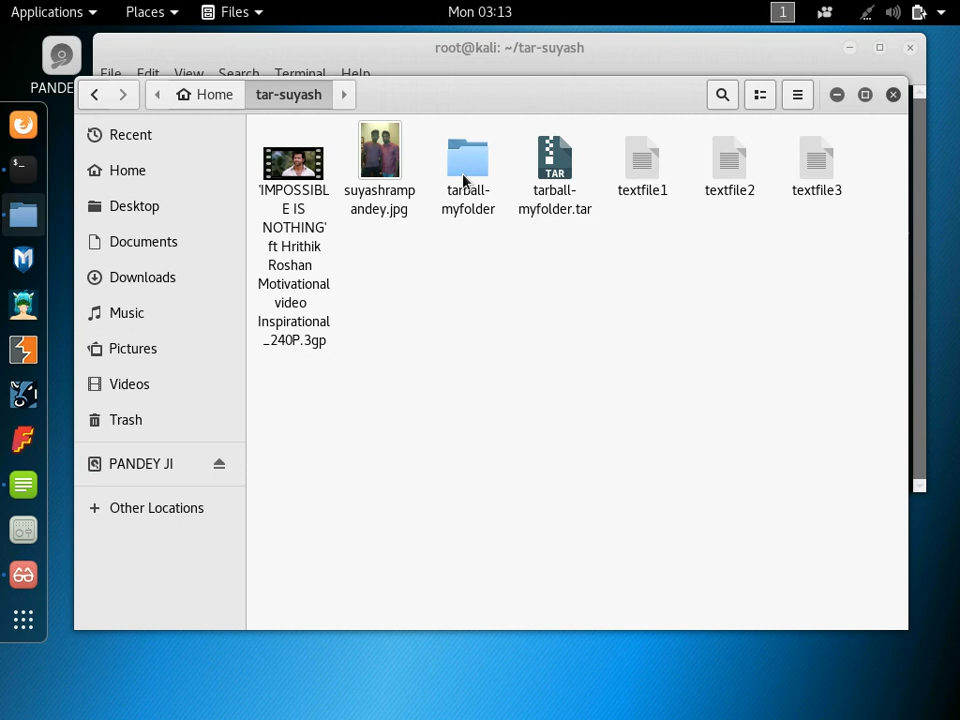 Applications Places Files Mon 03:13 1
PANDE
root@kali: ~/tar-suyash
File Edit View Search Terminal Help
Home tar-suyash
Recent
Home
Desktop
Documents
Downloads
Music
Pictures
Videos
Trash
PANDEY JI
Other Locations
'IMPOSSIBL
E IS
NOTHING'
ft Hrithik
Roshan
Motivational
video
Inspirational
_240P.3gp
suyashramp
andey.jpg
tarball-
myfolder
TAR
tarball-
myfolder.tar
textfile1
textfile2
textfile3